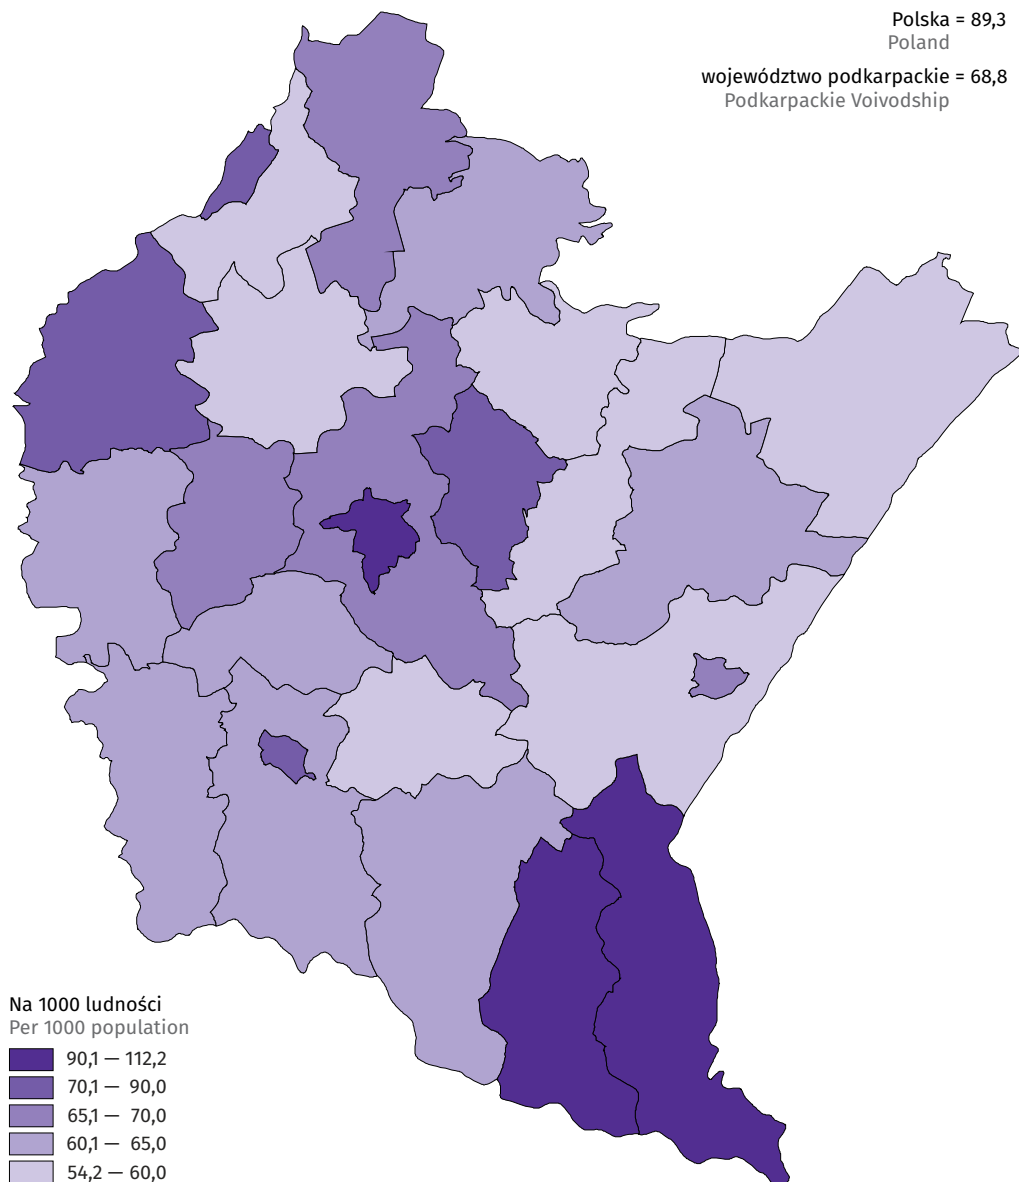 Polska = 89,3
Poland
województwo podkarpackie = 68,8
Podkarpackie Voivodship
Na 1000 ludności
Per 1000 population
90,1 — 112,2
70,1 — 90,0
65,1 — 70,0
60,1 — 65,0
54,2 — 60,0